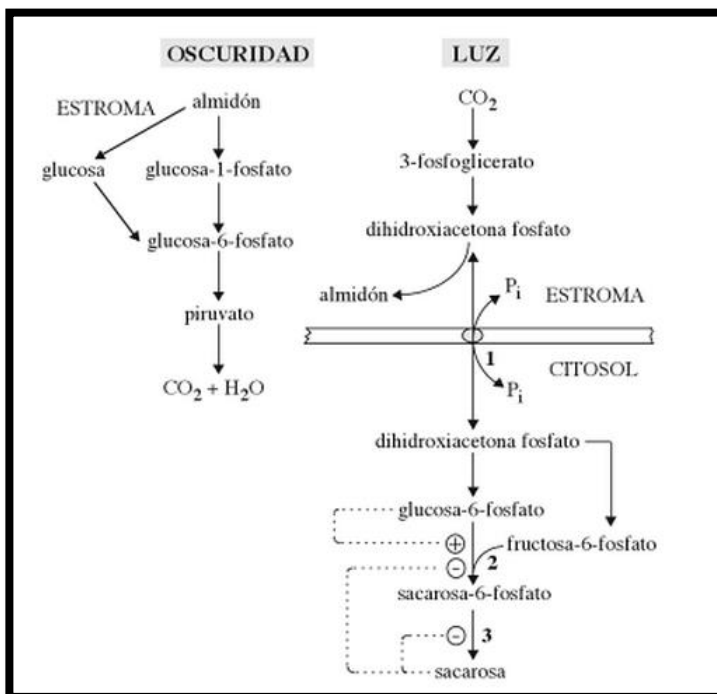 OSCURIDAD
ESTROMA
almidón
glucosa
glucosa-1-fosfato
glucosa-6-fosfato
piruvato
CO₂ + H₂O
LUZ
CO₂
3-fosfoglicerato
dihidroxiacetona fosfato
almidón
Pi
ESTROMA
1
CITOSOL
Pi
dihidroxiacetona fosfato
glucosa-6-fosfato
+
fructosa-6-fosfato
- 2
sacarosa-6-fosfato
- 3
sacarosa